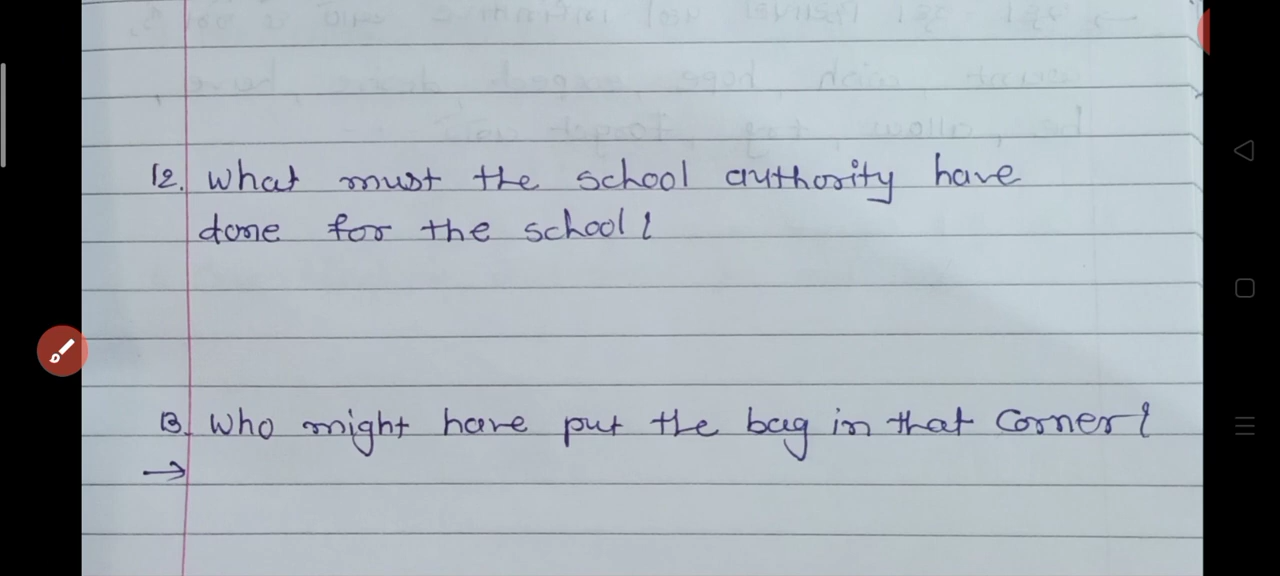 12. What must the school authority have
done for the school?
13. Who might have put the bag in that corner?
→